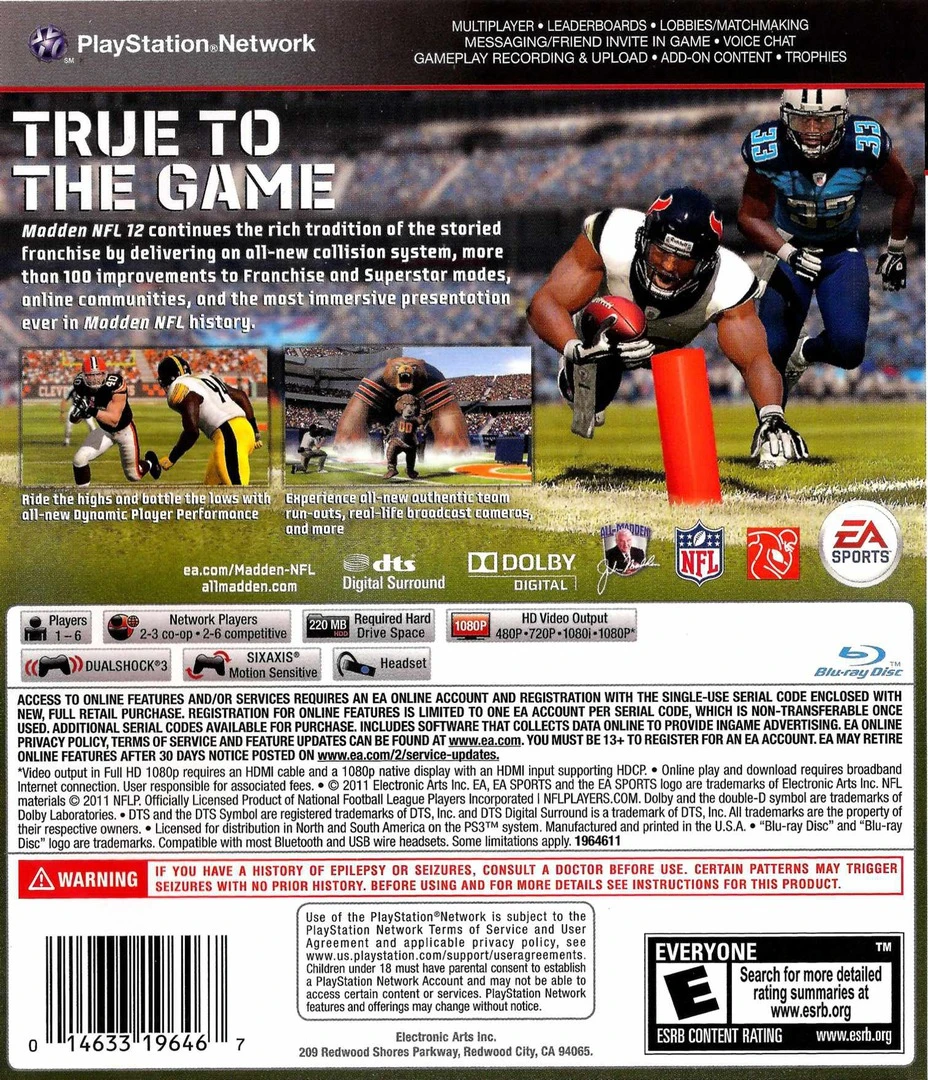 PlayStation®Network
SM
MULTIPLAYER • LEADERBOARDS • LOBBIES/MATCHMAKING
MESSAGING/FRIEND INVITE IN GAME • VOICE CHAT
GAMEPLAY RECORDING & UPLOAD • ADD-ON CONTENT • TROPHIES
TRUE TO
THE GAME
Madden NFL 12 continues the rich tradition of the storied
franchise by delivering an all-new collision system, more
than 100 improvements to Franchise and Superstar modes,
online communities, and the most immersive presentation
ever in Madden NFL history.
33
33
33
Ride the highs and battle the lows with
all-new Dynamic Player Performance
Experience all-new authentic team
run-outs, real-life broadcast cameras,
and more
ea.com/Madden-NFL
allmadden.com
dts
Digital Surround
DOLBY
DIGITAL
ALL-MADDEN
NFL
EA
SPORTS™
Players
1 – 6
Network Players
2-3 co-op • 2-6 competitive
220 MB
HDD
Required Hard
Drive Space
1080P
HD Video Output
480P•720P•1080i•1080P*
DUALSHOCK®3
SIXAXIS®
Motion Sensitive
Headset
Blu-ray Disc™
ACCESS TO ONLINE FEATURES AND/OR SERVICES REQUIRES AN EA ONLINE ACCOUNT AND REGISTRATION WITH THE SINGLE-USE SERIAL CODE ENCLOSED WITH
NEW, FULL RETAIL PURCHASE. REGISTRATION FOR ONLINE FEATURES IS LIMITED TO ONE EA ACCOUNT PER SERIAL CODE, WHICH IS NON-TRANSFERABLE ONCE
USED. ADDITIONAL SERIAL CODES AVAILABLE FOR PURCHASE. INCLUDES SOFTWARE THAT COLLECTS DATA ONLINE TO PROVIDE INGAME ADVERTISING. EA ONLINE
PRIVACY POLICY, TERMS OF SERVICE AND FEATURE UPDATES CAN BE FOUND AT www.ea.com. YOU MUST BE 13+ TO REGISTER FOR AN EA ACCOUNT. EA MAY RETIRE
ONLINE FEATURES AFTER 30 DAYS NOTICE POSTED ON www.ea.com/2/service-updates.
*Video output in Full HD 1080p requires an HDMI cable and a 1080p native display with an HDMI input supporting HDCP. • Online play and download requires broadband
Internet connection. User responsible for associated fees. • © 2011 Electronic Arts Inc. EA, EA SPORTS and the EA SPORTS logo are trademarks of Electronic Arts Inc. NFL
materials © 2011 NFLP. Officially Licensed Product of National Football League Players Incorporated | NFLPLAYERS.COM. Dolby and the double-D symbol are trademarks of
Dolby Laboratories. • DTS and the DTS Symbol are registered trademarks of DTS, Inc. and DTS Digital Surround is a trademark of DTS, Inc. All trademarks are the property of
their respective owners. • Licensed for distribution in North and South America on the PS3™ system. Manufactured and printed in the U.S.A. • “Blu-ray Disc” and “Blu-ray
Disc” logo are trademarks. Compatible with most Bluetooth and USB wire headsets. Some limitations apply. 1964611
WARNING
IF YOU HAVE A HISTORY OF EPILEPSY OR SEIZURES, CONSULT A DOCTOR BEFORE USE. CERTAIN PATTERNS MAY TRIGGER
SEIZURES WITH NO PRIOR HISTORY. BEFORE USING AND FOR MORE DETAILS SEE INSTRUCTIONS FOR THIS PRODUCT.
Use of the PlayStation®Network is subject to the
PlayStation Network Terms of Service and User
Agreement and applicable privacy policy, see
www.us.playstation.com/support/useragreements.
Children under 18 must have parental consent to establish
a PlayStation Network Account and may not be able to
access certain content or services. PlayStation Network
features and offerings may change without notice.
Electronic Arts Inc.
209 Redwood Shores Parkway, Redwood City, CA 94065.
0 14633 19646 7
EVERYONE ™
E
Search for more detailed
rating summaries at
www.esrb.org
ESRB CONTENT RATING www.esrb.org